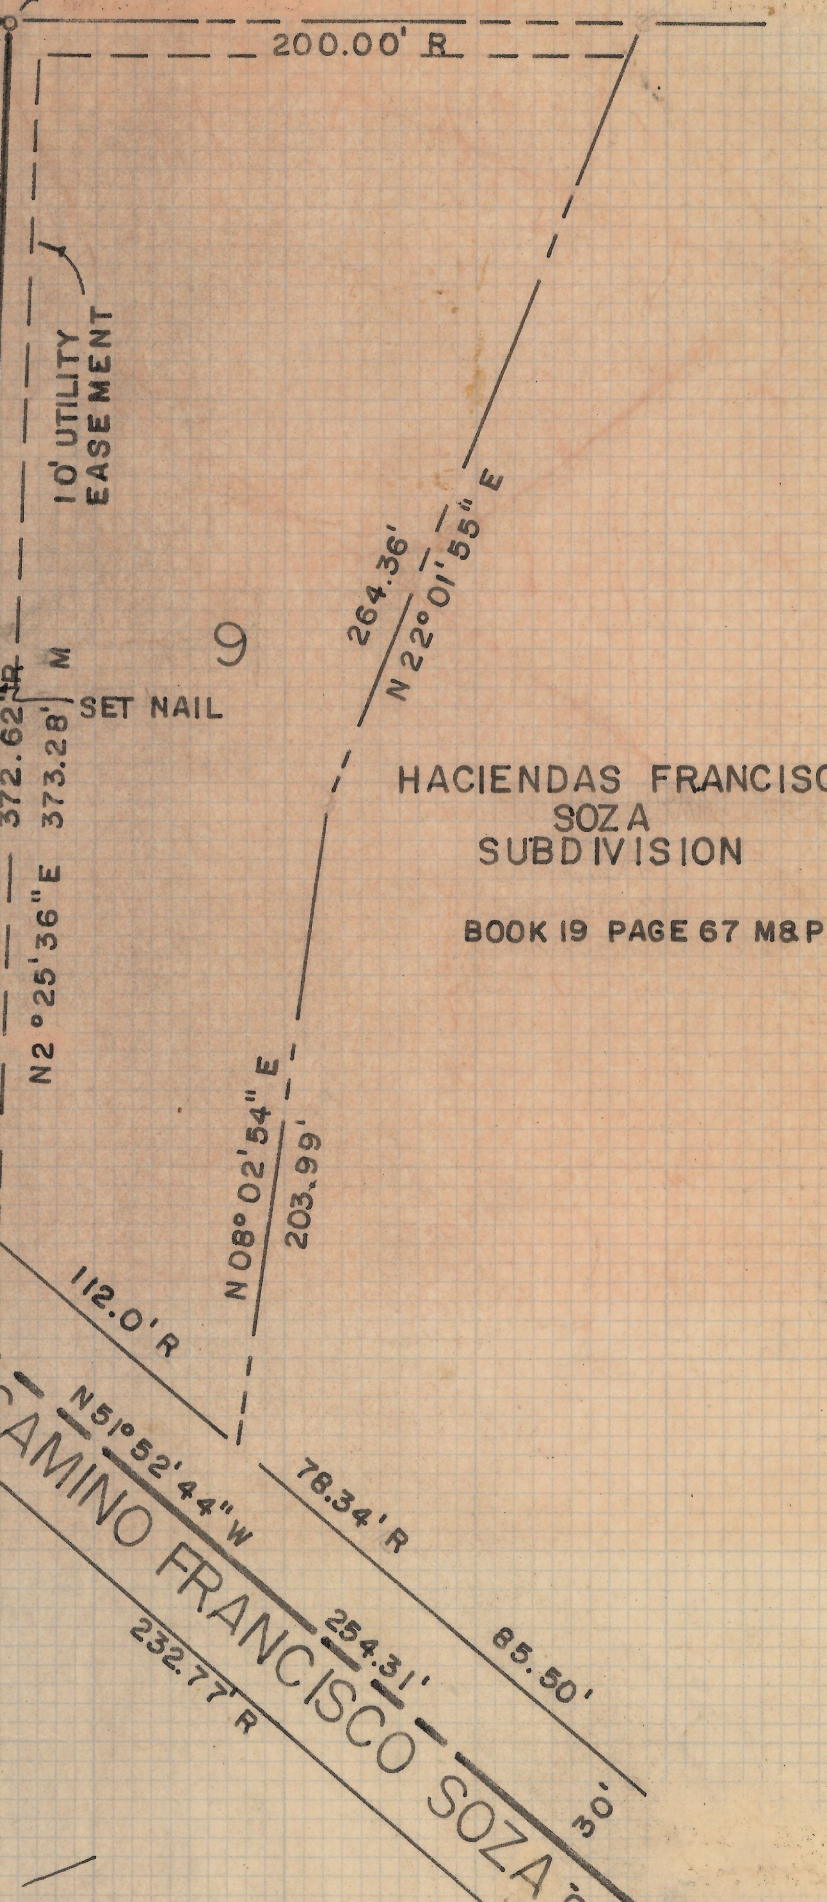 200.00' R
10' UTILITY
EASEMENT
264.36'
N 22° 01' 55" E
9
372.62' R
N 2° 25' 36" E 373.28' M
SET NAIL
HACIENDAS FRANCISC
SOZA
SUBDIVISION
BOOK 19 PAGE 67 M&P
N 08° 02' 54" E
203.99'
112.0' R
N 51° 52' 44" W
78.34' R
CAMINO FRANCISCO SOZA
254.31'
85.50'
232.77' R
30'